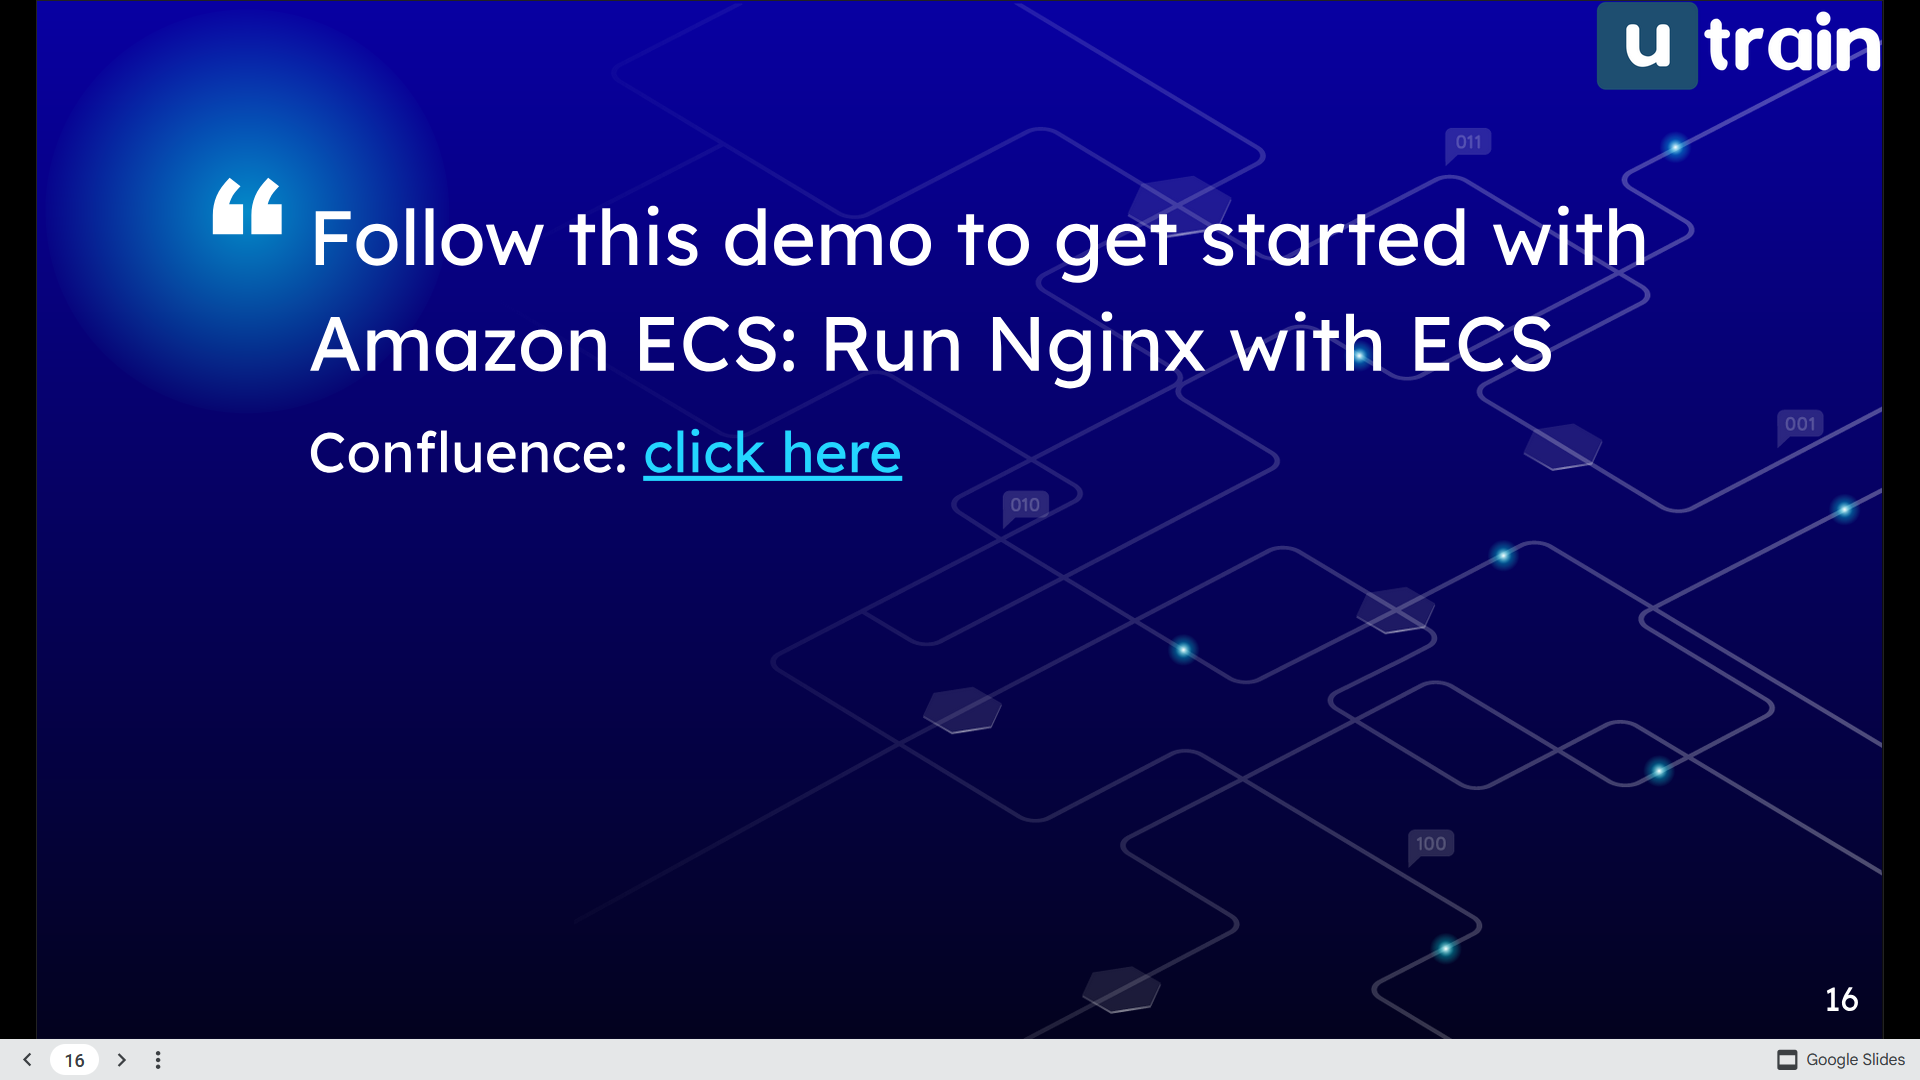 u train
011
“ Follow this demo to get started with
Amazon ECS: Run Nginx with ECS
Confluence: click here
001
010
100
16
16
Google Slides